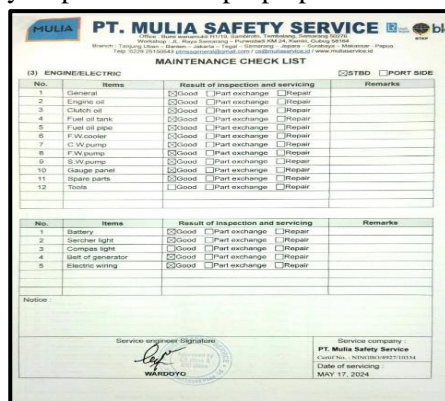 MULIA
PT. MULIA SAFETY SERVICE
MAINTENANCE CHECK LIST
(3) ENGINE/ELECTRIC ☒STBD ☐PORT SIDE
No. Items Result of inspection and servicing Remarks
1 General ☒Good ☐Part exchange ☐Repair
2 Engine oil ☒Good ☐Part exchange ☐Repair
3 Clutch oil ☒Good ☐Part exchange ☐Repair
4 Fuel oil tank ☒Good ☐Part exchange ☐Repair
5 Fuel oil pipe ☒Good ☐Part exchange ☐Repair
6 F.W.cooler ☒Good ☐Part exchange ☐Repair
7 C.W.pump ☒Good ☐Part exchange ☐Repair
8 F.W.pump ☒Good ☐Part exchange ☐Repair
9 S.W.pump ☒Good ☐Part exchange ☐Repair
10 Gauge panel ☒Good ☐Part exchange ☐Repair
11 Spare parts ☒Good ☐Part exchange ☐Repair
12 Tools ☐Good ☐Part exchange ☐Repair
No. Items Result of inspection and servicing Remarks
1 Battery ☒Good ☐Part exchange ☐Repair
2 Sercher light ☒Good ☐Part exchange ☐Repair
3 Compas light ☐Good ☐Part exchange ☐Repair
4 Belt of generator ☒Good ☐Part exchange ☐Repair
5 Electric wiring ☒Good ☐Part exchange ☐Repair
Notice :
Service engineer Signature
WARDOYO
Service company :
PT. Mulia Safety Service
Date of servicing :
MAY 17, 2024